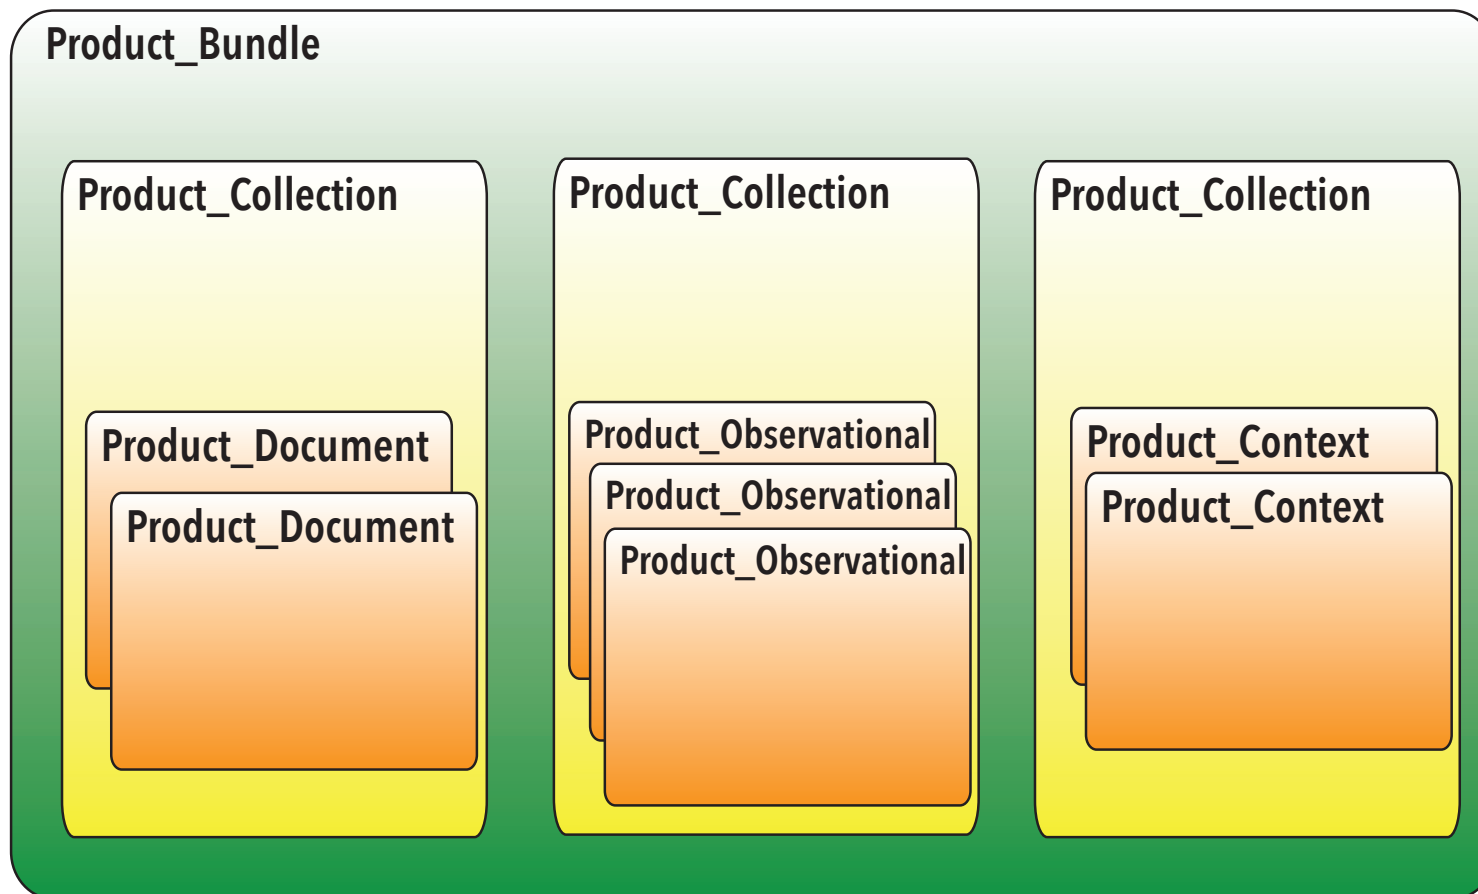 Product_Bundle
Product_Collection
Product_Document
Product_Document
Product_Collection
Product_Observational
Product_Observational
Product_Observational
Product_Collection
Product_Context
Product_Context